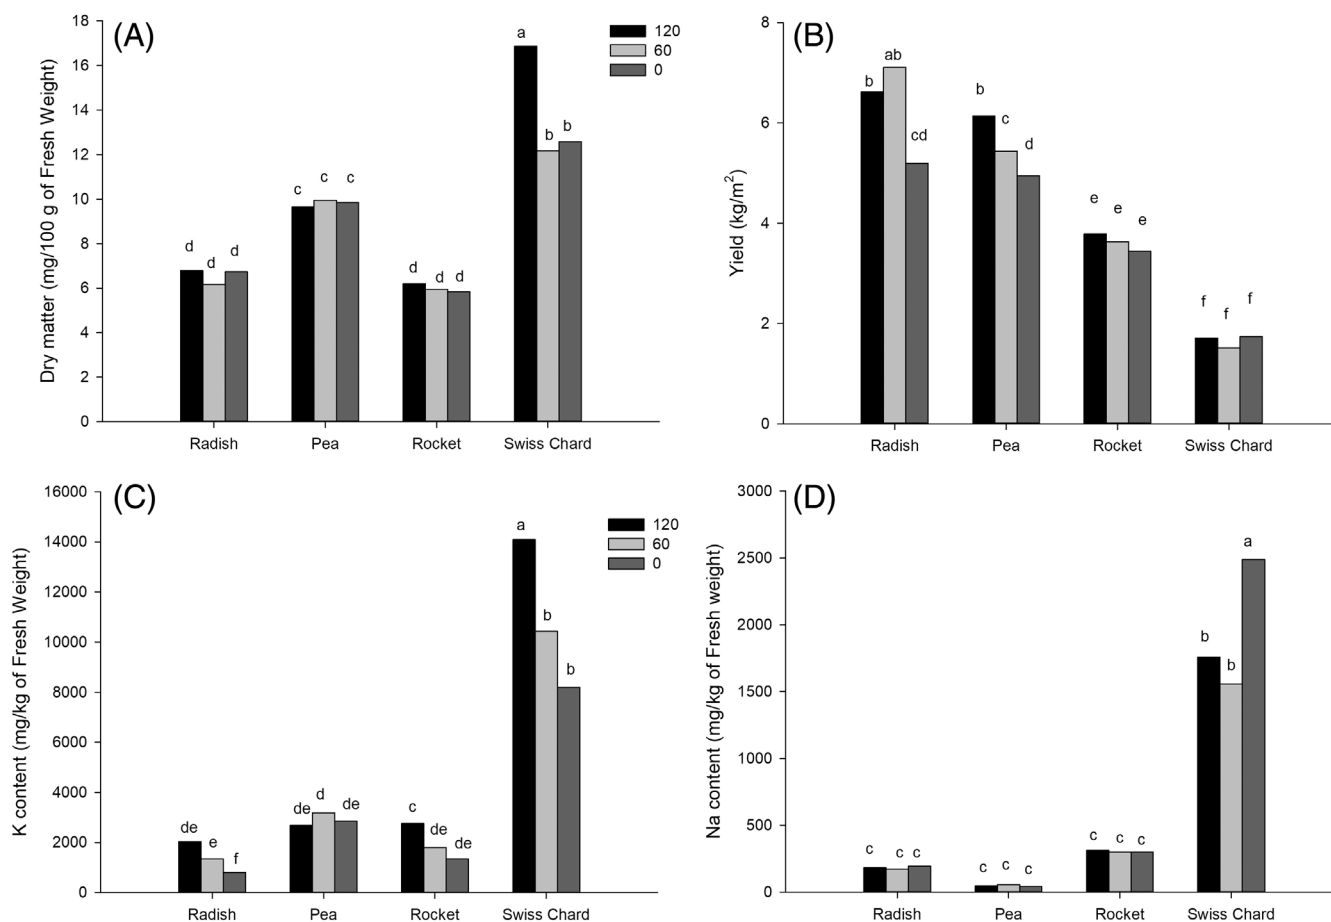 (A)
120
60
0
18
16
14
12
10
8
6
4
2
0
Dry matter (mg/100 g of Fresh Weight)
d
d
d
c
c
c
d
d
d
a
b
b
Radish
Pea
Rocket
Swiss Chard
(B)
8
6
4
2
0
Yield (kg/m²)
b
ab
cd
b
c
d
e
e
e
f
f
f
Radish
Pea
Rocket
Swiss Chard
(C)
120
60
0
16000
14000
12000
10000
8000
6000
4000
2000
0
K content (mg/kg of Fresh Weight)
de
e
f
de
d
de
c
de
de
a
b
b
Radish
Pea
Rocket
Swiss Chard
(D)
3000
2500
2000
1500
1000
500
0
Na content (mg/kg of Fresh weight)
c
c
c
c
c
c
c
c
c
b
b
a
Radish
Pea
Rocket
Swiss Chard